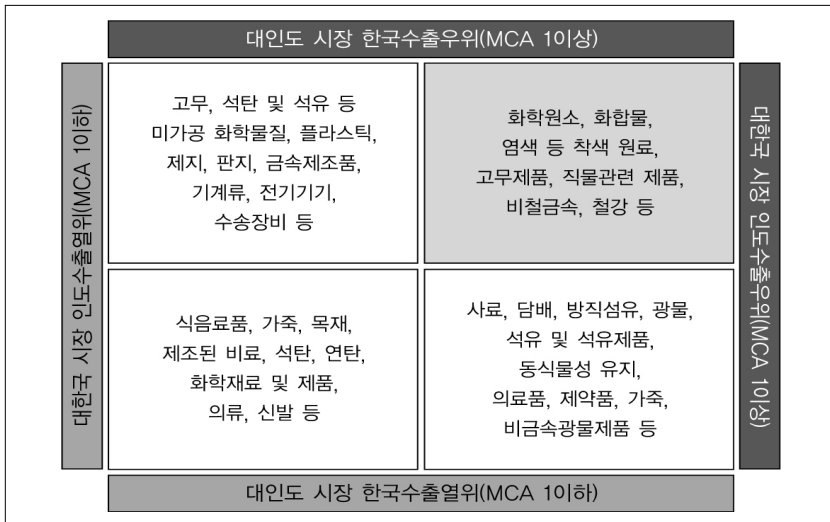 대인도 시장 한국수출우위(MCA 1이상)
대한국 시장 인도수출열위(MCA 1이하)
고무, 석탄 및 석유 등
미가공 화학물질, 플라스틱,
제지, 판지, 금속제조품,
기계류, 전기기기,
수송장비 등
화학원소, 화합물,
염색 등 착색 원료,
고무제품, 직물관련 제품,
비철금속, 철강 등
대한국 시장 인도수출우위(MCA 1이상)
식음료품, 가죽, 목재,
제조된 비료, 석탄, 연탄,
화학재료 및 제품,
의류, 신발 등
사료, 담배, 방직섬유, 광물,
석유 및 석유제품,
동식물성 유지,
의료품, 제약품, 가죽,
비금속광물제품 등
대인도 시장 한국수출열위(MCA 1이하)